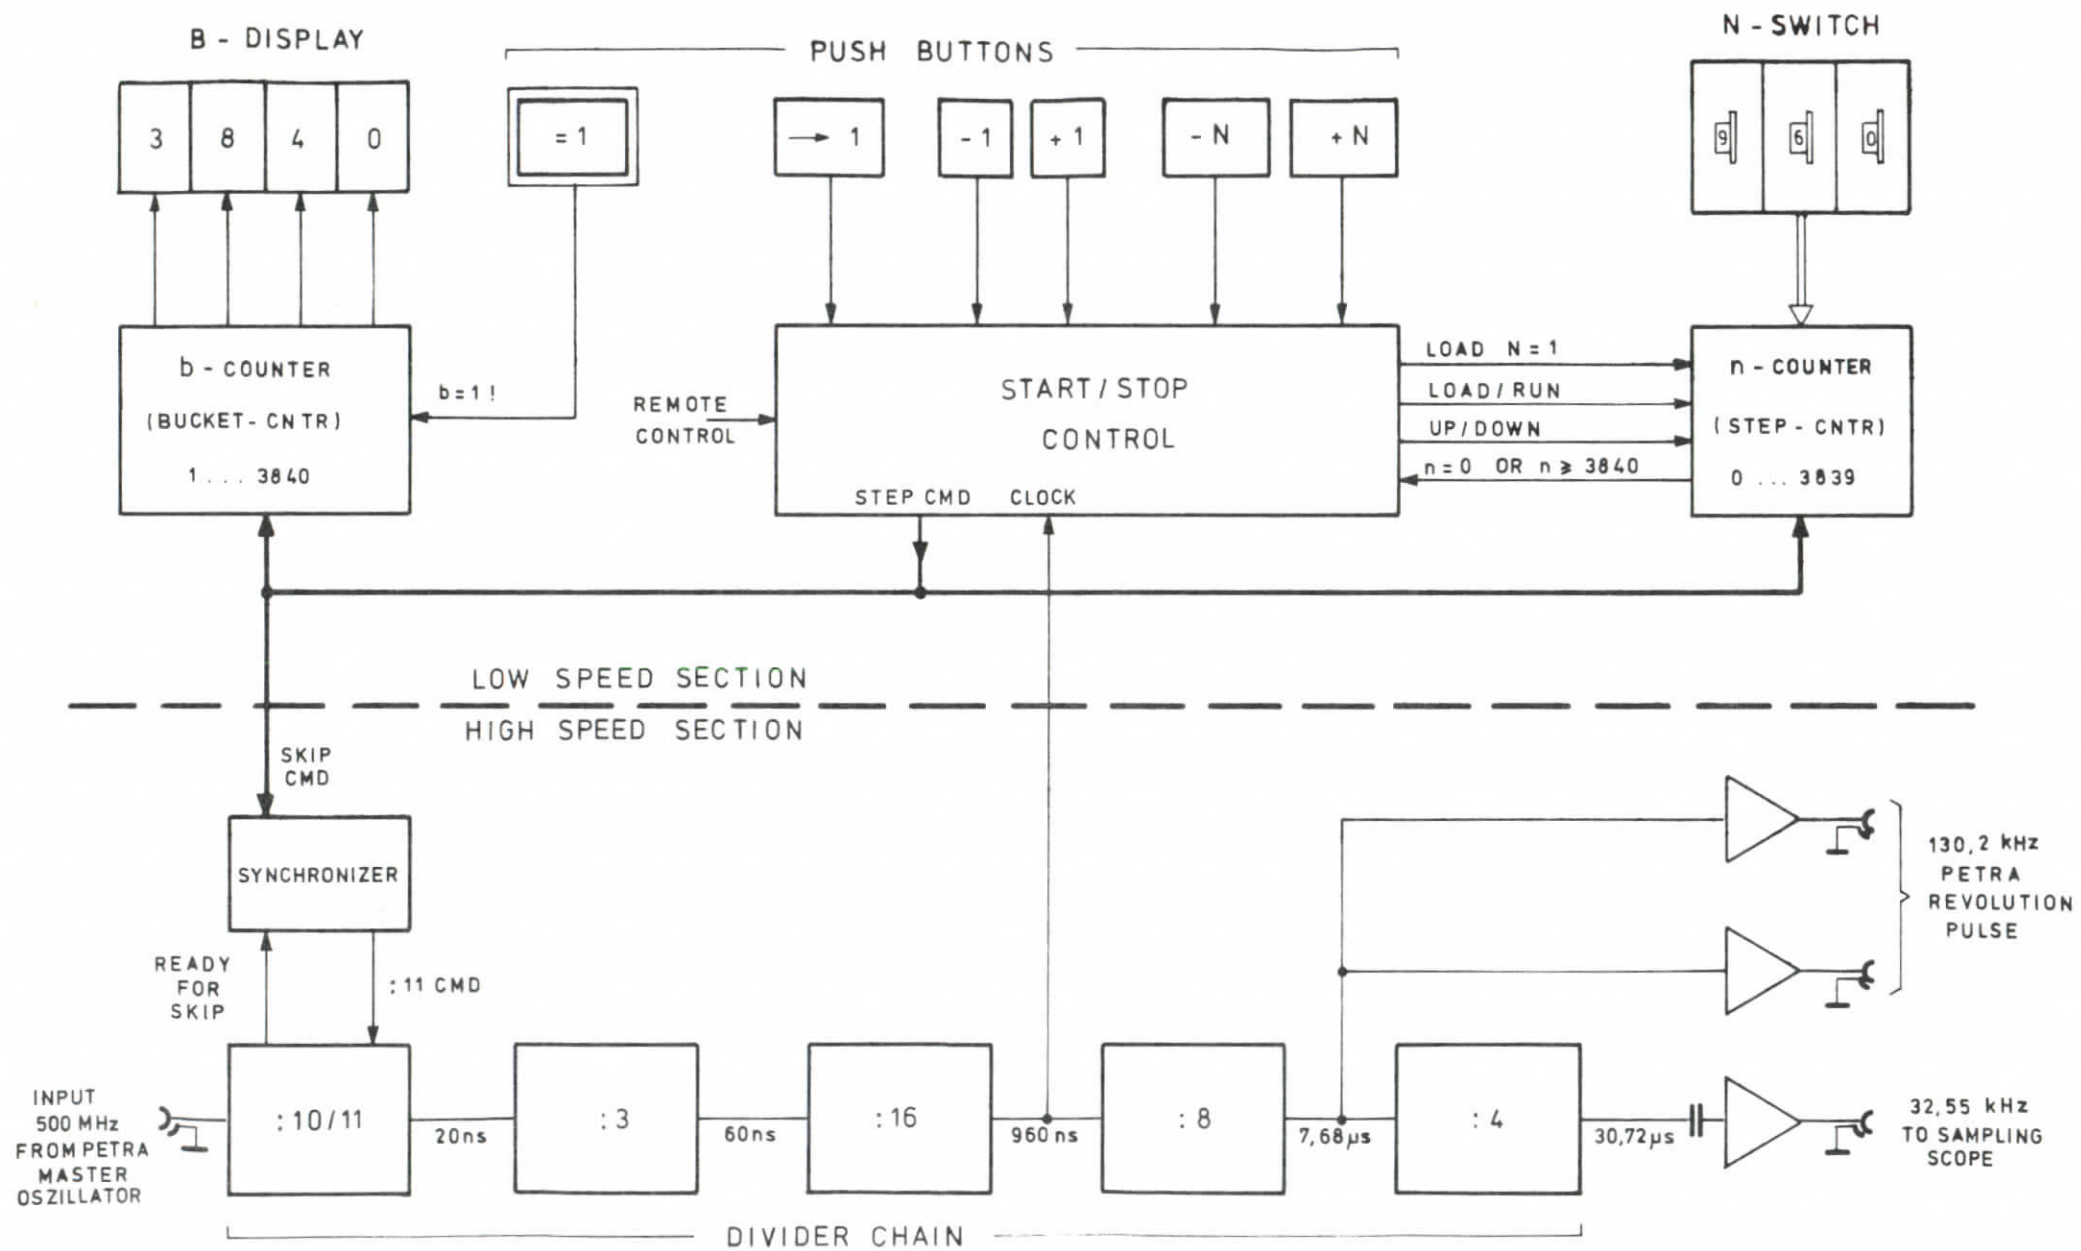 B - DISPLAY
PUSH BUTTONS
N - SWITCH
3 8 4 0
= 1
→ 1
- 1
+ 1
- N
+ N
9 6 0
b - COUNTER
(BUCKET - CNTR)
1 ... 3840
b = 1 !
REMOTE
CONTROL
START / STOP
CONTROL
STEP CMD
CLOCK
LOAD N = 1
LOAD / RUN
UP / DOWN
n = 0 OR n ⩾ 3840
n - COUNTER
( STEP - CNTR)
0 ... 3839
LOW SPEED SECTION
HIGH SPEED SECTION
SKIP
CMD
SYNCHRONIZER
READY
FOR
SKIP
: 11 CMD
130,2 kHz
PETRA
REVOLUTION
PULSE
INPUT
500 MHz
FROM PETRA
MASTER
OSZILLATOR
: 10 / 11
20ns
: 3
60ns
: 16
960 ns
: 8
7,68µs
: 4
30,72µs
32,55 kHz
TO SAMPLING
SCOPE
DIVIDER CHAIN